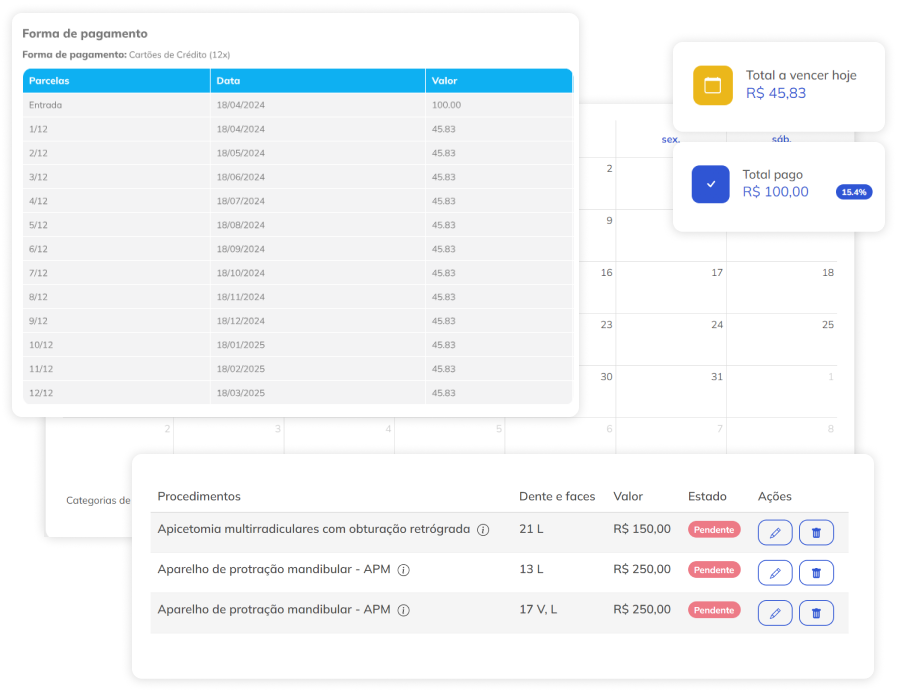 Forma de pagamento
Forma de pagamento: Cartões de Crédito (12x)
Parcelas Data Valor
Entrada 18/04/2024 100.00
1/12 18/04/2024 45.83
2/12 18/05/2024 45.83
3/12 18/06/2024 45.83
4/12 18/07/2024 45.83
5/12 18/08/2024 45.83
6/12 18/09/2024 45.83
7/12 18/10/2024 45.83
8/12 18/11/2024 45.83
9/12 18/12/2024 45.83
10/12 18/01/2025 45.83
11/12 18/02/2025 45.83
12/12 18/03/2025 45.83
Total a vencer hoje
R$ 45,83
Total pago
R$ 100,00 15.4%
sex. sáb.
2
9
16 17 18
23 24 25
30 31 1
2 3 4 5 6 7 8
Categorias de
Procedimentos Dente e faces Valor Estado Ações
Apicetomia multirradiculares com obturação retrógrada 21 L R$ 150,00 Pendente
Aparelho de protração mandibular - APM 13 L R$ 250,00 Pendente
Aparelho de protração mandibular - APM 17 V, L R$ 250,00 Pendente